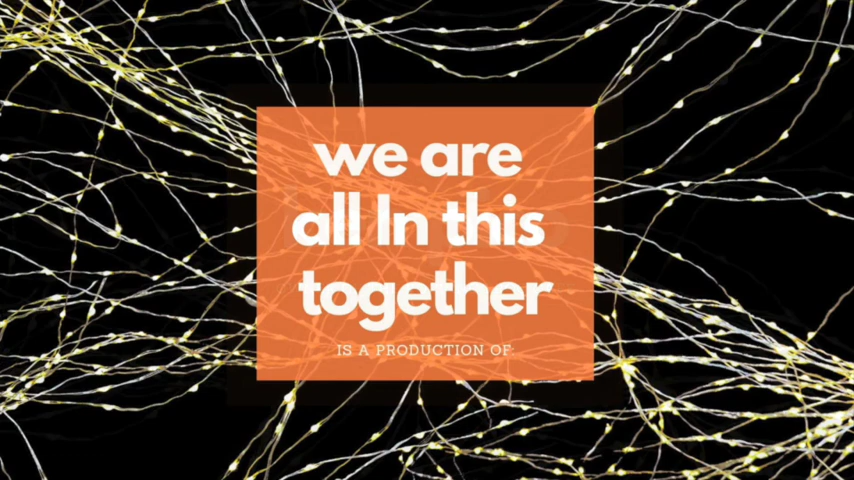 we are
all In this
together
IS A PRODUCTION OF: